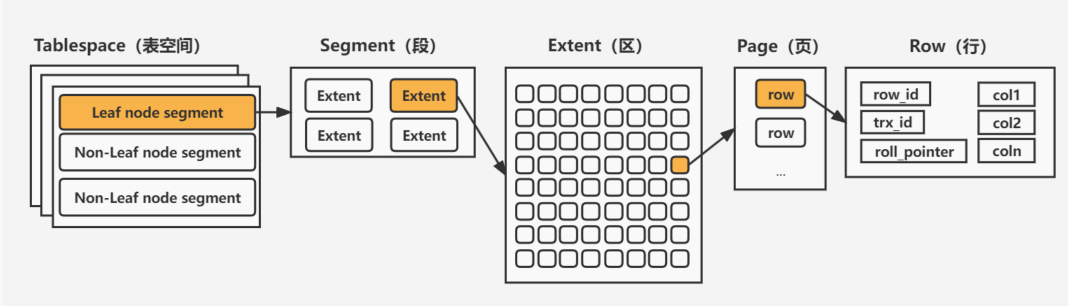 Tablespace（表空间）
Leaf node segment
Non-Leaf node segment
Non-Leaf node segment
Segment（段）
Extent
Extent
Extent
Extent
Extent（区）
Page（页）
row
row
...
Row（行）
row_id
col1
trx_id
col2
roll_pointer
coln